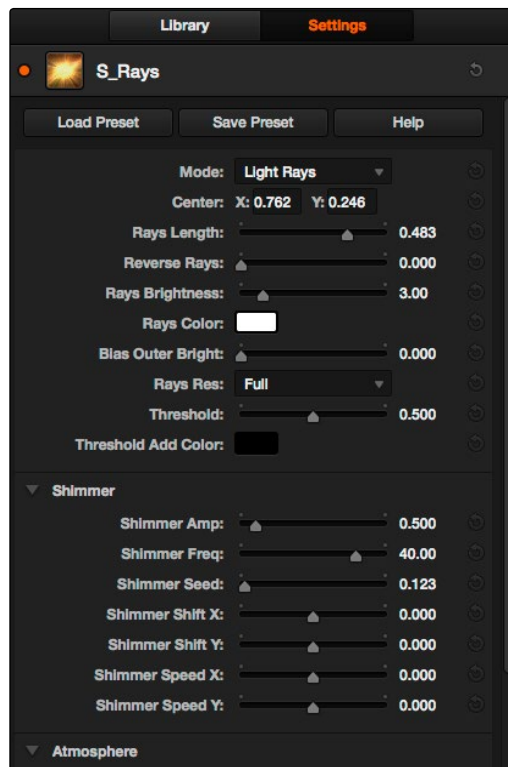 Library Settings
S_Rays
Load Preset Save Preset Help
Mode: Light Rays
Center: X: 0.762 Y: 0.246
Rays Length: 0.483
Reverse Rays: 0.000
Rays Brightness: 3.00
Rays Color:
Bias Outer Bright: 0.000
Rays Res: Full
Threshold: 0.500
Threshold Add Color:
Shimmer
Shimmer Amp: 0.500
Shimmer Freq: 40.00
Shimmer Seed: 0.123
Shimmer Shift X: 0.000
Shimmer Shift Y: 0.000
Shimmer Speed X: 0.000
Shimmer Speed Y: 0.000
Atmosphere